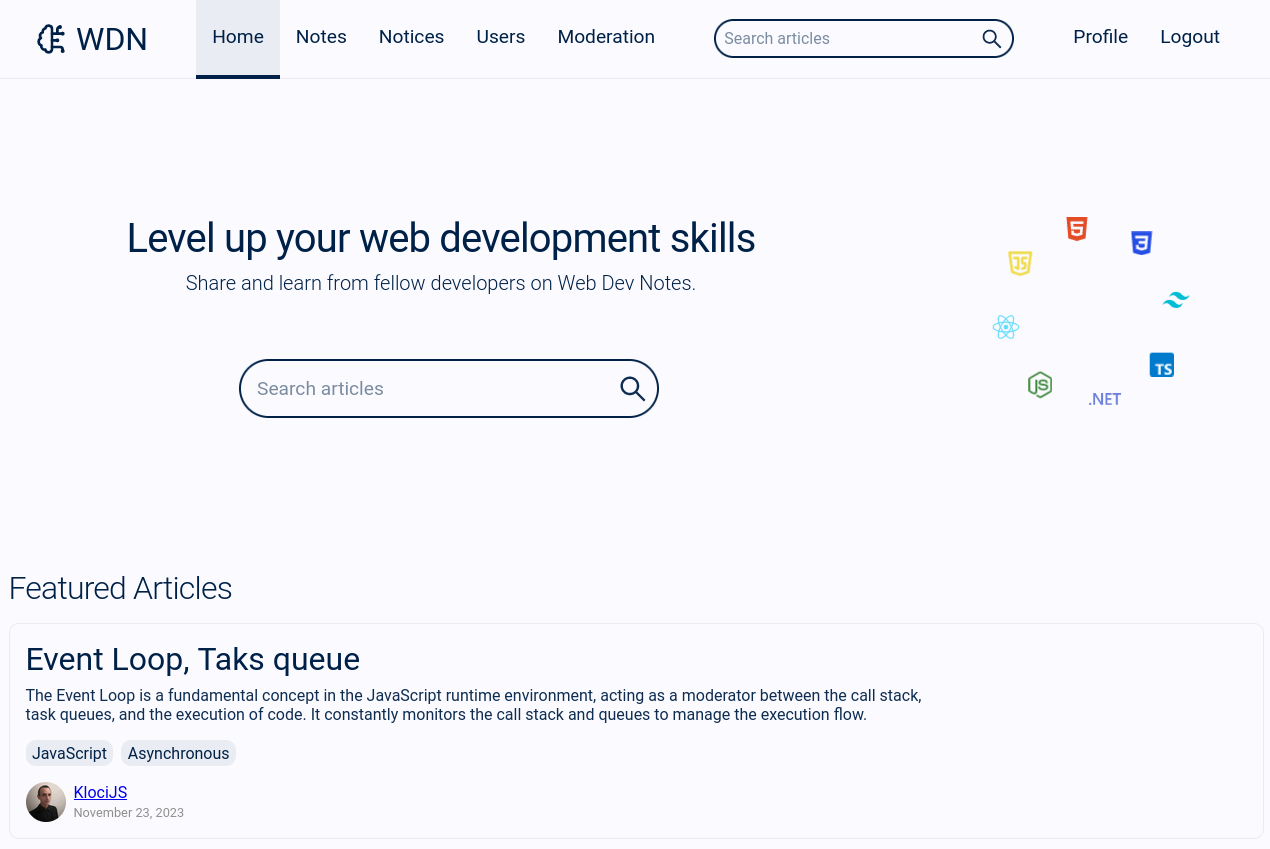 WDN
Home Notes Notices Users Moderation
Search articles
Profile Logout
Level up your web development skills
Share and learn from fellow developers on Web Dev Notes.
Search articles
5
3
JS
TS
JS
.NET
Featured Articles
Event Loop, Taks queue
The Event Loop is a fundamental concept in the JavaScript runtime environment, acting as a moderator between the call stack,
task queues, and the execution of code. It constantly monitors the call stack and queues to manage the execution flow.
JavaScript Asynchronous
KlociJS
November 23, 2023